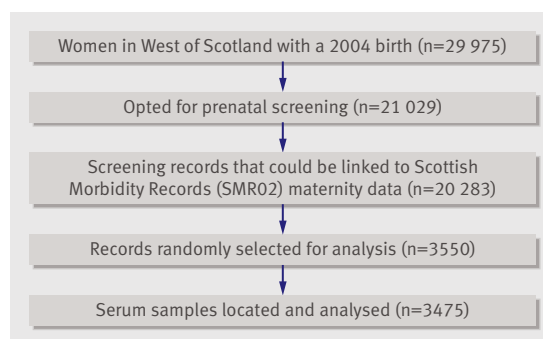 Women in West of Scotland with a 2004 birth (n=29 975)
Opted for prenatal screening (n=21 029)
Screening records that could be linked to Scottish
Morbidity Records (SMR02) maternity data (n=20 283)
Records randomly selected for analysis (n=3550)
Serum samples located and analysed (n=3475)